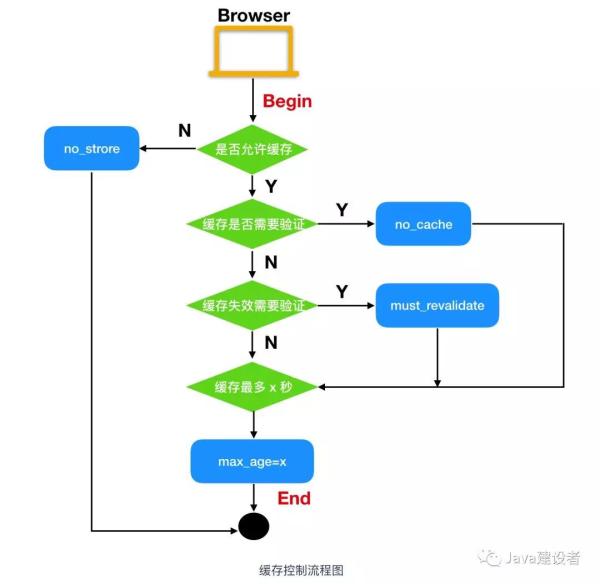 Browser
Begin
N
no_strore
是否允许缓存
Y
缓存是否需要验证
Y
no_cache
N
缓存失效需要验证
Y
must_revalidate
N
缓存最多 x 秒
max_age=x
End
缓存控制流程图
Java建设者